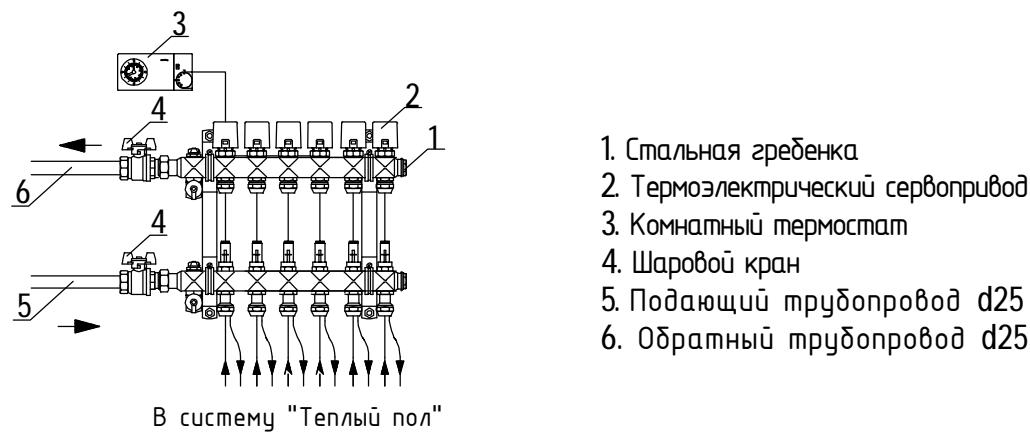 3
4
2
1
6
4
5
В систему "Теплый пол"
1. Стальная гребенка
2. Термоэлектрический сервопривод
3. Комнатный термостат
4. Шаровой кран
5. Подающий трубопровод d25
6. Обратный трубопровод d25